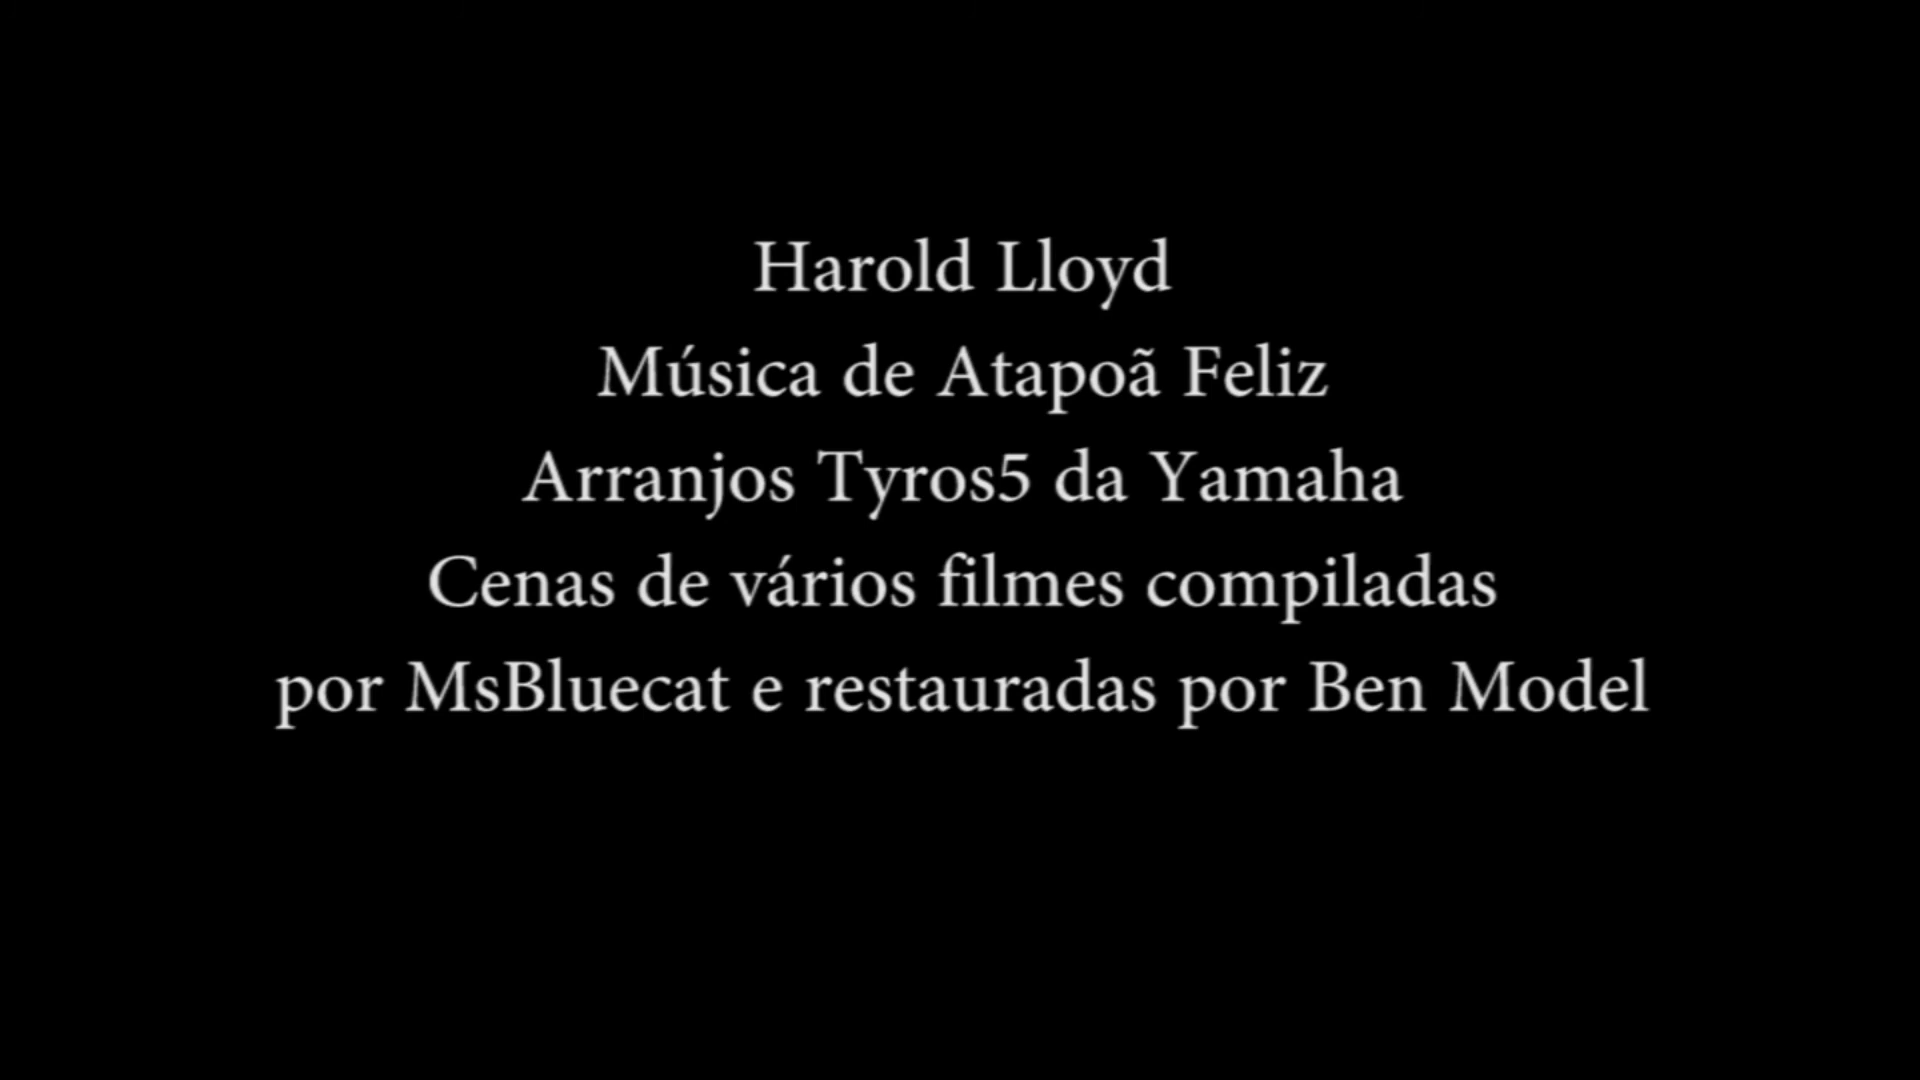 Harold Lloyd
Música de Atapoã Feliz
Arranjos Tyros5 da Yamaha
Cenas de vários filmes compiladas
por MsBluecat e restauradas por Ben Model